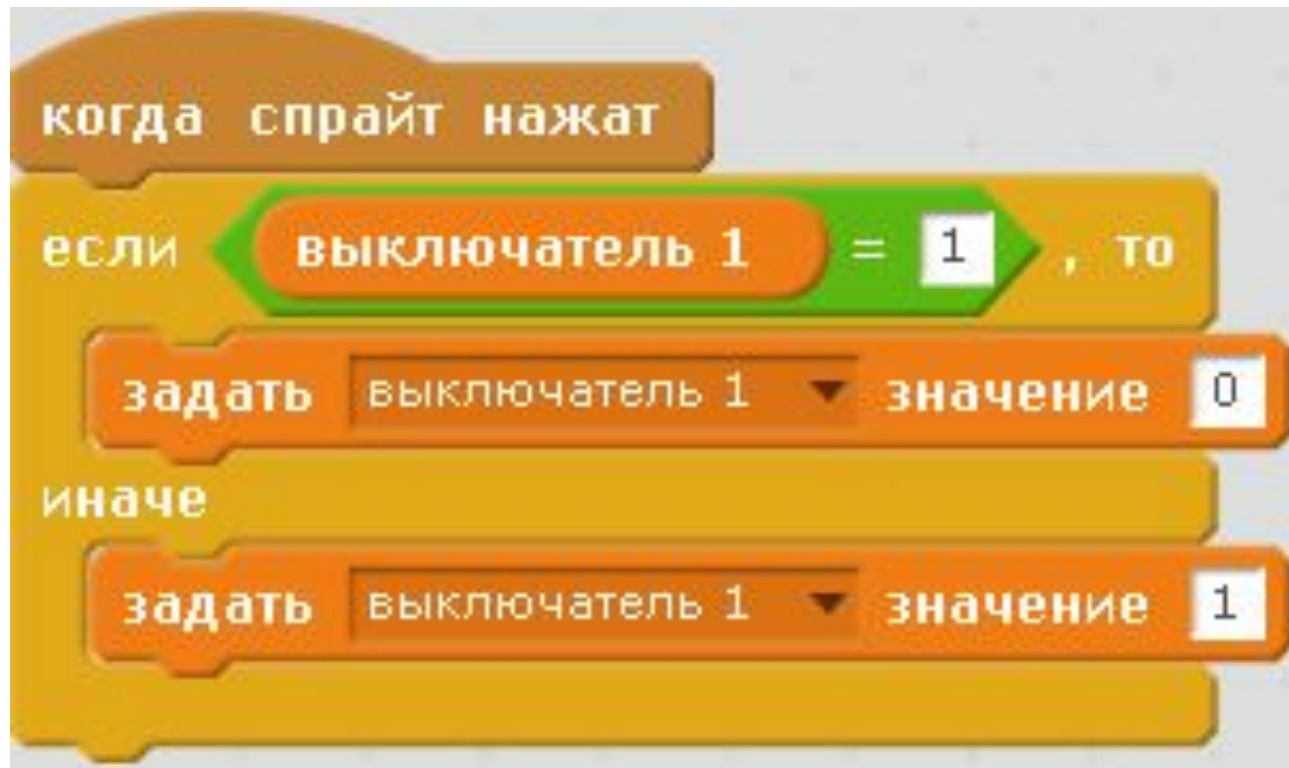 когда спрайт нажат
если выключатель 1 = 1 , то
задать выключатель 1 значение 0
иначе
задать выключатель 1 значение 1